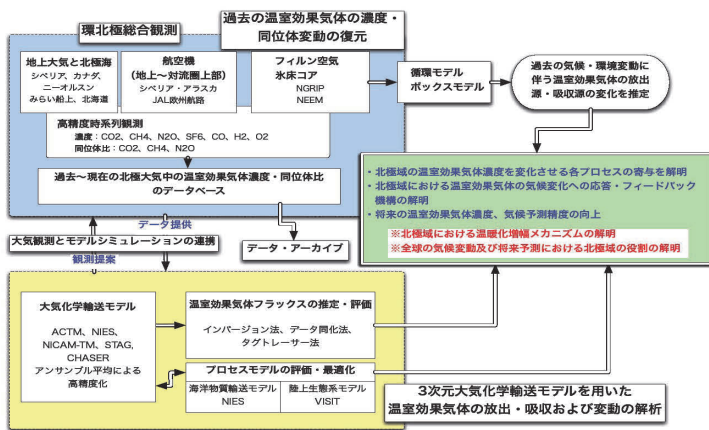 環北極総合観測
過去の温室効果気体の濃度・
同位体変動の復元
地上大気と北極海
シベリア、カナダ、
ニーオルスン
みらい船上、北海道
航空機
(地上〜対流圏上部)
シベリア・アラスカ
JAL欧州航路
フィルン空気
氷床コア
NGRIP
NEEM
循環モデル
ボックスモデル
過去の気候・環境変動に
伴う温室効果気体の放出
源・吸収源の変化を推定
高精度時系列観測
濃度:CO2、CH4、N2O、SF6、CO、H2、O2
同位体比:CO2、CH4、N2O
過去〜現在の北極大気中の温室効果気体濃度・同位体比
のデータベース
・北極域の温室効果気体濃度を変化させる各プロセスの寄与を解明
・北極域における温室効果気体の気候変化への応答・フィードバック
機構の解明
・将来の温室効果気体濃度、気候予測精度の向上
※北極域における温暖化増幅メカニズムの解明
※全球の気候変動及び将来予測における北極域の役割の解明
データ提供
大気観測とモデルシミュレーションの連携
観測提案
データ・アーカイブ
大気化学輸送モデル
ACTM、NIES、
NICAM-TM、STAG、
CHASER
アンサンブル平均による
高精度化
温室効果気体フラックスの推定・評価
インバージョン法、データ同化法、
タグトレーサー法
プロセスモデルの評価・最適化
海洋物質輸送モデル
NIES
陸上生態系モデル
VISIT
3次元大気化学輸送モデルを用いた
温室効果気体の放出・吸収および変動の解析